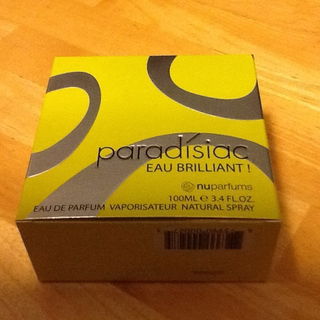 paradisiac
EAU BRILLIANT !
nuparfums
100ML ℮ 3.4 FL.OZ.
EAU DE PARFUM VAPORISATEUR NATURAL SPRAY